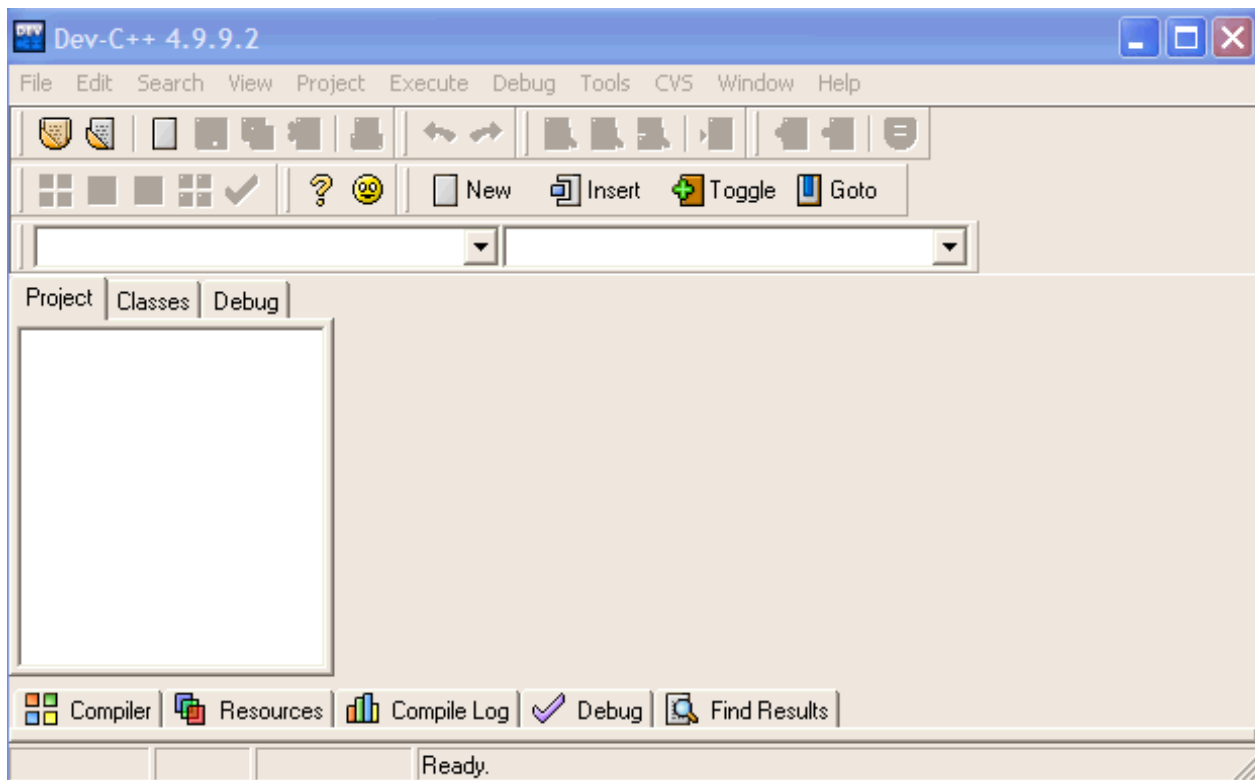 Dev-C++ 4.9.9.2
File Edit Search View Project Execute Debug Tools CVS Window Help
New Insert Toggle Goto
Project Classes Debug
Compiler Resources Compile Log Debug Find Results
Ready.